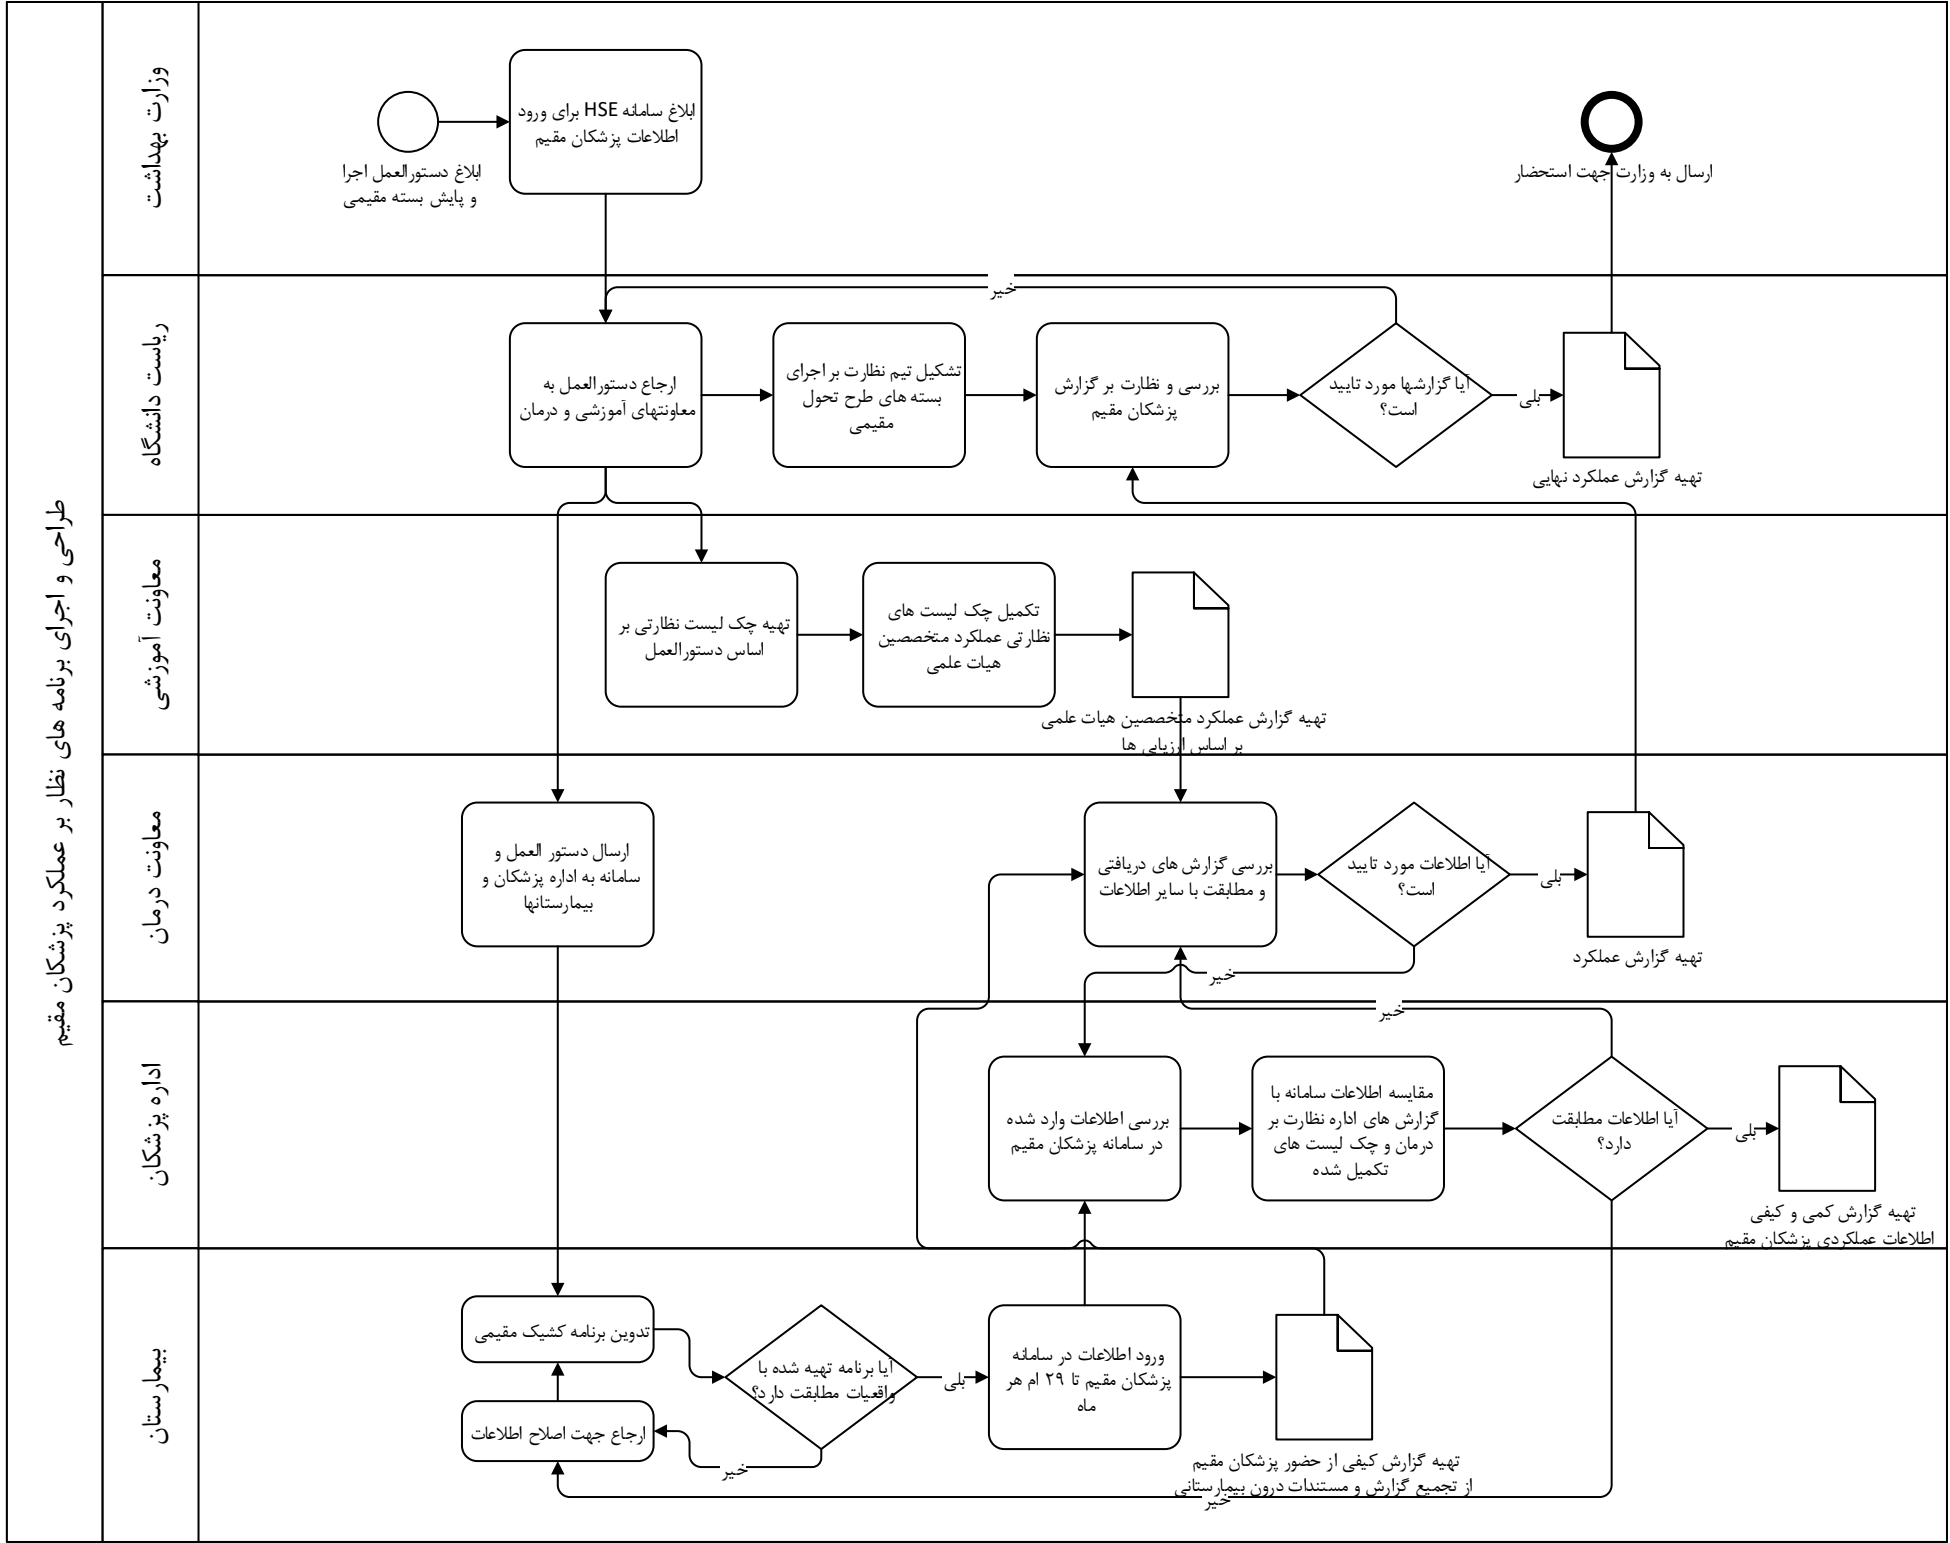 طراحی و اجرای برنامه های نظار بر عملکرد پزشکان مقیم
وزارت بهداشت
ابلاغ دستورالعمل اجرا
و پایش بسته مقیمی
ابلاغ سامانه HSE برای ورود
اطلاعات پزشکان مقیم
ارسال به وزارت جهت استحضار
ریاست دانشگاه
خیر
ارجاع دستورالعمل به
معاونتهای آموزشی و درمان
تشکیل تیم نظارت بر اجرای
بسته های طرح تحول
مقیمی
بررسی و نظارت بر گزارش
پزشکان مقیم
آیا گزارشها مورد تایید
است؟
بلی
تهیه گزارش عملکرد نهایی
معاونت آموزشی
تهیه چک لیست نظارتی بر
اساس دستورالعمل
تکمیل چک لیست های
نظارتی عملکرد متخصصین
هیات علمی
تهیه گزارش عملکرد متخصصین هیات علمی
بر اساس ارزیابی ها
معاونت درمان
ارسال دستور العمل و
سامانه به اداره پزشکان و
بیمارستانها
بررسی گزارش های دریافتی
و مطابقت با سایر اطلاعات
آیا اطلاعات مورد تایید
است؟
بلی
تهیه گزارش عملکرد
خیر
اداره پزشکان
خیر
بررسی اطلاعات وارد شده
در سامانه پزشکان مقیم
مقایسه اطلاعات سامانه با
گزارش های اداره نظارت بر
درمان و چک لیست های
تکمیل شده
آیا اطلاعات مطابقت
دارد؟
بلی
تهیه گزارش کمی و کیفی
اطلاعات عملکردی پزشکان مقیم
بیمارستان
تدوین برنامه کشیک مقیمی
ارجاع جهت اصلاح اطلاعات
آیا برنامه تهیه شده با
واقعیات مطابقت دارد؟
بلی
خیر
ورود اطلاعات در سامانه
پزشکان مقیم تا ۲۹ ام هر
ماه
تهیه گزارش کیفی از حضور پزشکان مقیم
از تجمیع گزارش و مستندات درون بیمارستانی
خیر